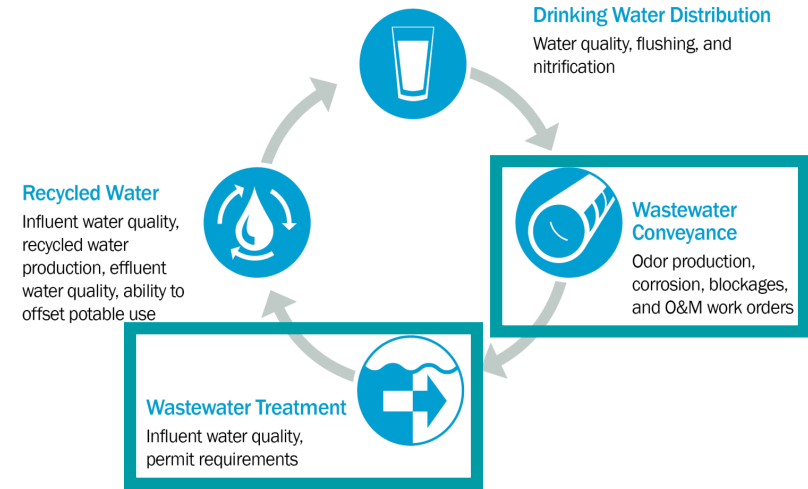 Drinking Water Distribution
Water quality, flushing, and
nitrification
Wastewater
Conveyance
Odor production,
corrosion, blockages,
and O&M work orders
Wastewater Treatment
Influent water quality,
permit requirements
Recycled Water
Influent water quality,
recycled water
production, effluent
water quality, ability to
offset potable use